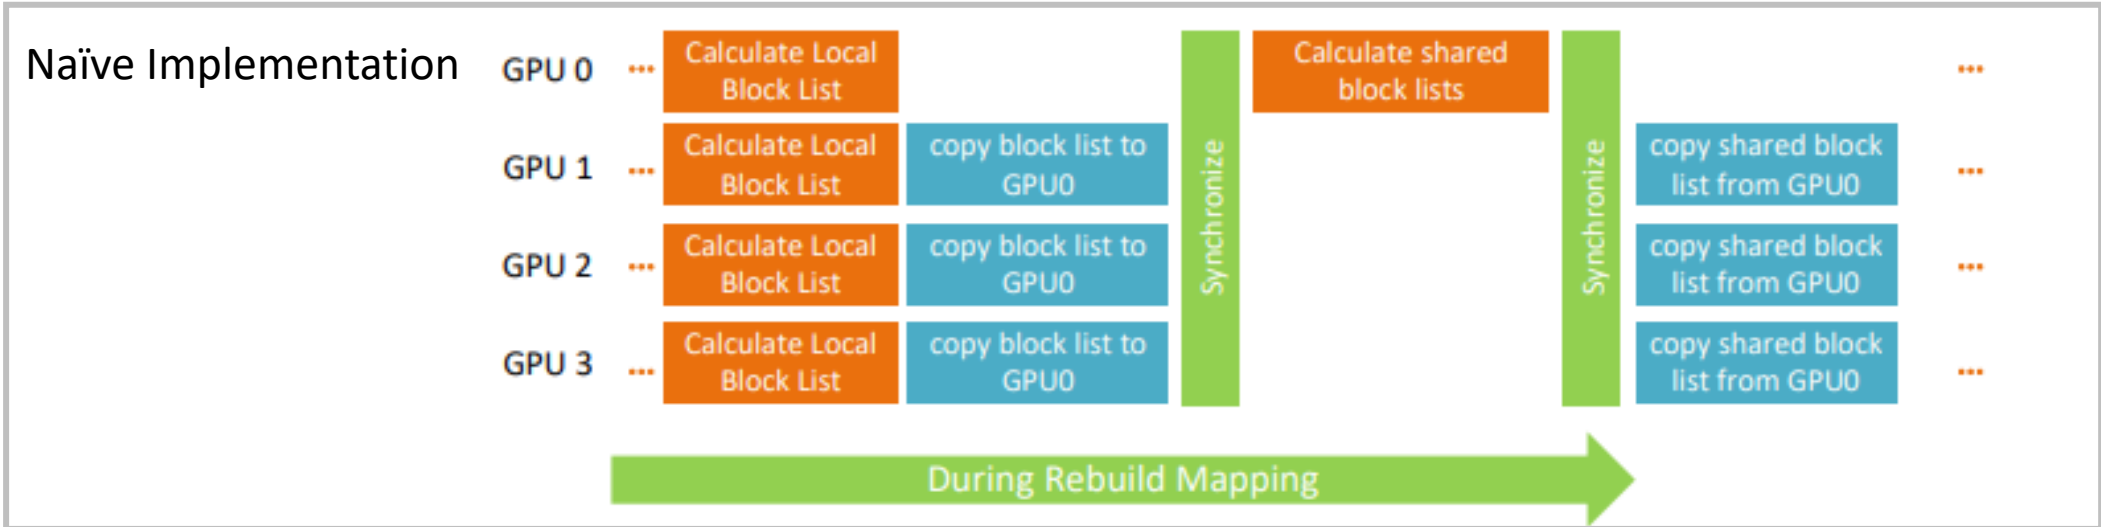 Naïve Implementation
GPU 0 ... Calculate Local
Block List
Calculate shared
block lists
...
GPU 1 ... Calculate Local
Block List
copy block list to
GPU0
copy shared block
list from GPU0
...
GPU 2 ... Calculate Local
Block List
copy block list to
GPU0
copy shared block
list from GPU0
...
GPU 3 ... Calculate Local
Block List
copy block list to
GPU0
copy shared block
list from GPU0
...
Synchronize
Synchronize
During Rebuild Mapping